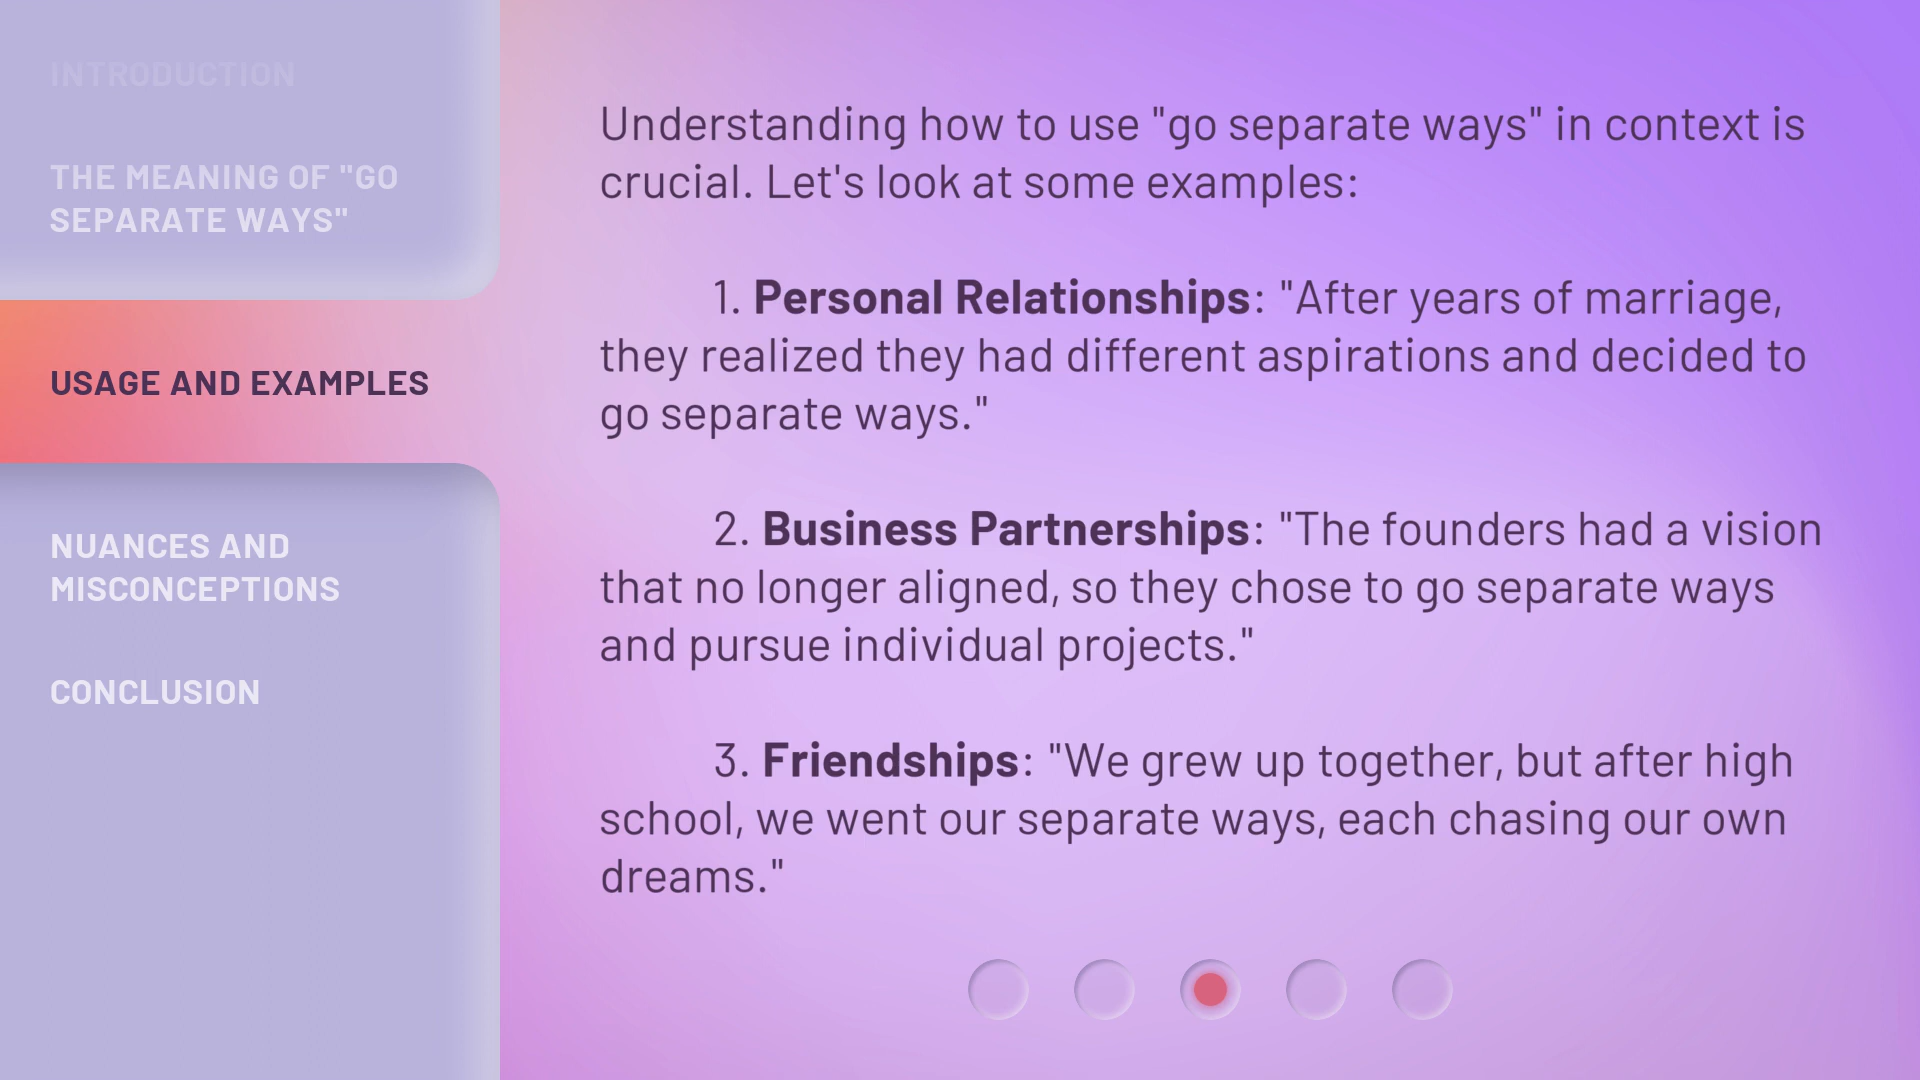 INTRODUCTION
THE MEANING OF "GO
SEPARATE WAYS"
USAGE AND EXAMPLES
NUANCES AND
MISCONCEPTIONS
CONCLUSION
Understanding how to use "go separate ways" in context is
crucial. Let's look at some examples:
1. Personal Relationships: "After years of marriage,
they realized they had different aspirations and decided to
go separate ways."
2. Business Partnerships: "The founders had a vision
that no longer aligned, so they chose to go separate ways
and pursue individual projects."
3. Friendships: "We grew up together, but after high
school, we went our separate ways, each chasing our own
dreams."